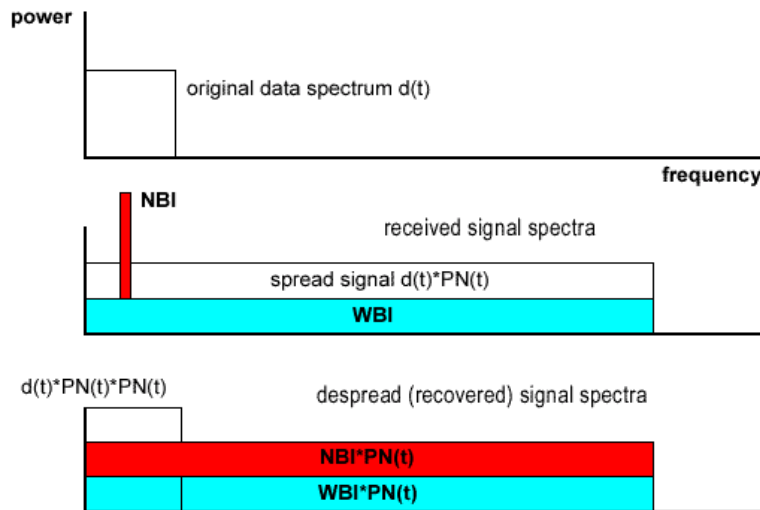 power
original data spectrum d(t)
frequency
NBI
received signal spectra
spread signal d(t)*PN(t)
WBI
d(t)*PN(t)*PN(t)
despread (recovered) signal spectra
NBI*PN(t)
WBI*PN(t)